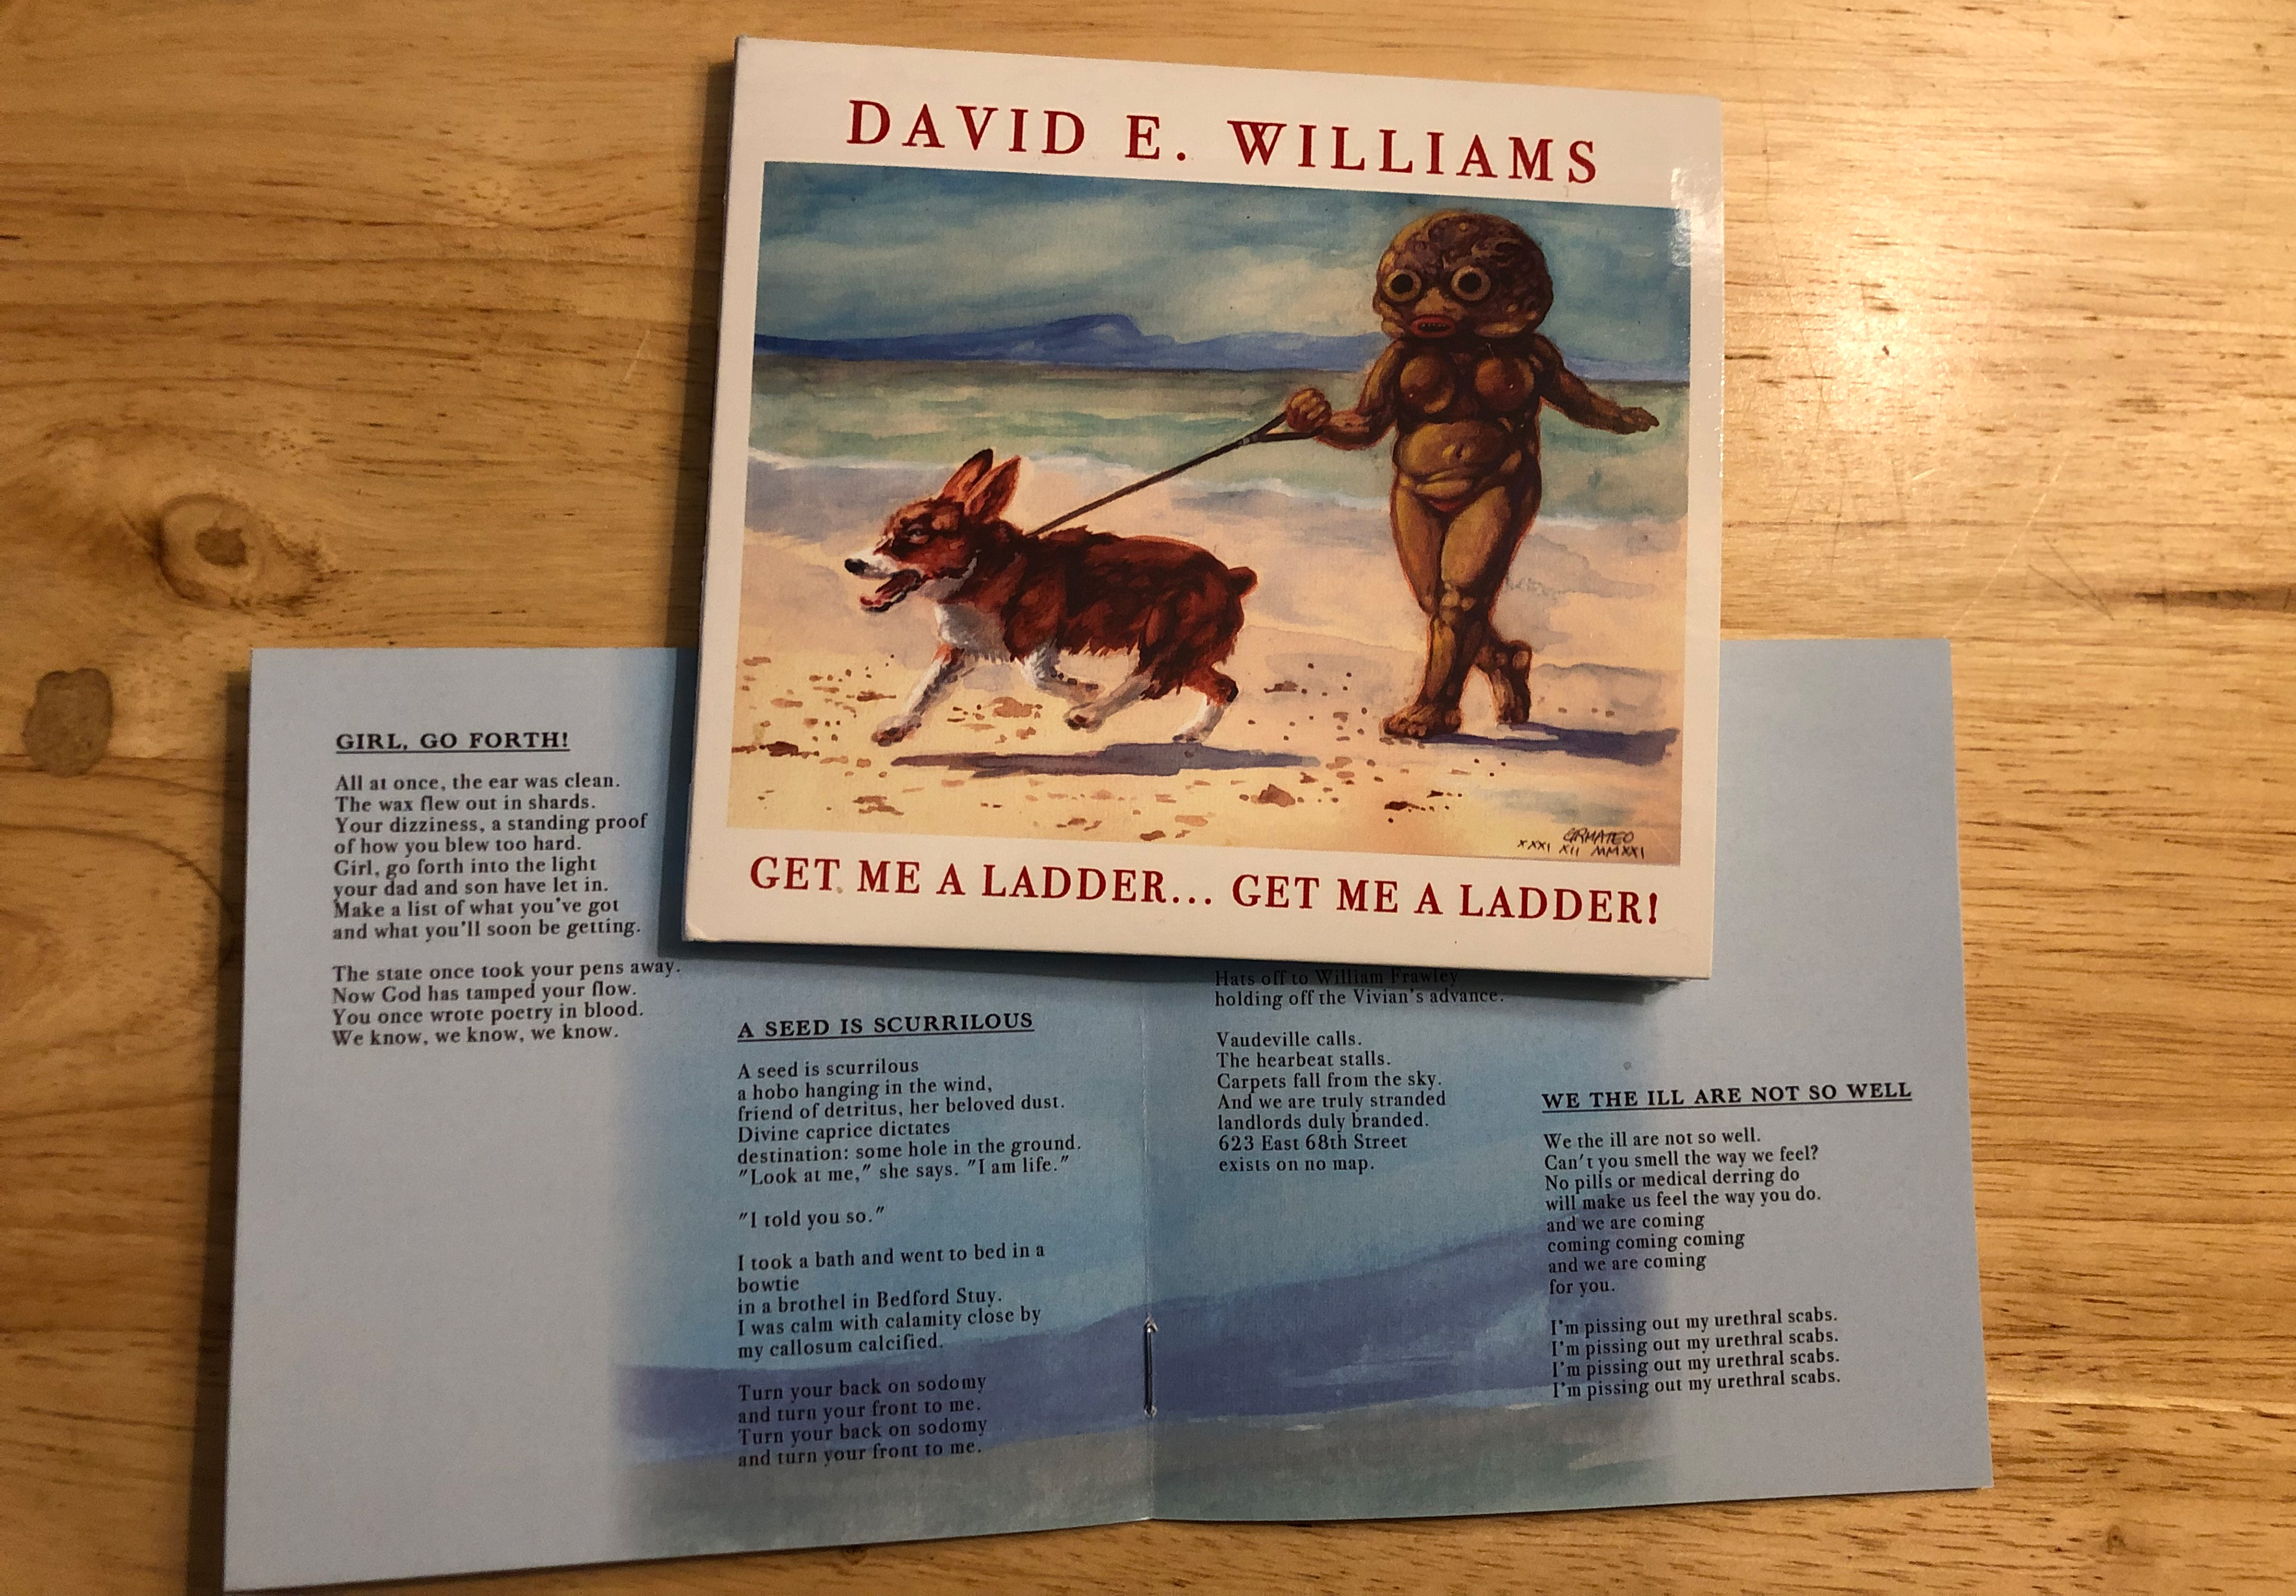 DAVID E. WILLIAMS
GRMATEO
XXXI XII MMXXI
GET ME A LADDER... GET ME A LADDER!
GIRL, GO FORTH!
All at once, the ear was clean.
The wax flew out in shards.
Your dizziness, a standing proof
of how you blew too hard.
Girl, go forth into the light
your dad and son have let in.
Make a list of what you've got
and what you'll soon be getting.
The state once took your pens away.
Now God has tamped your flow.
You once wrote poetry in blood.
We know, we know, we know.
A SEED IS SCURRILOUS
A seed is scurrilous
a hobo hanging in the wind,
friend of detritus, her beloved dust.
Divine caprice dictates
destination: some hole in the ground.
"Look at me," she says. "I am life."
"I told you so."
I took a bath and went to bed in a
bowtie
in a brothel in Bedford Stuy.
I was calm with calamity close by
my callosum calcified.
Turn your back on sodomy
and turn your front to me.
Turn your back on sodomy
and turn your front to me.
Hats off to William Frawley
holding off the Vivian's advance.
Vaudeville calls.
The hearbeat stalls.
Carpets fall from the sky.
And we are truly stranded
landlords duly branded.
623 East 68th Street
exists on no map.
WE THE ILL ARE NOT SO WELL
We the ill are not so well.
Can't you smell the way we feel?
No pills or medical derring do
will make us feel the way you do.
and we are coming
coming coming coming
and we are coming
for you.
I'm pissing out my urethral scabs.
I'm pissing out my urethral scabs.
I'm pissing out my urethral scabs.
I'm pissing out my urethral scabs.